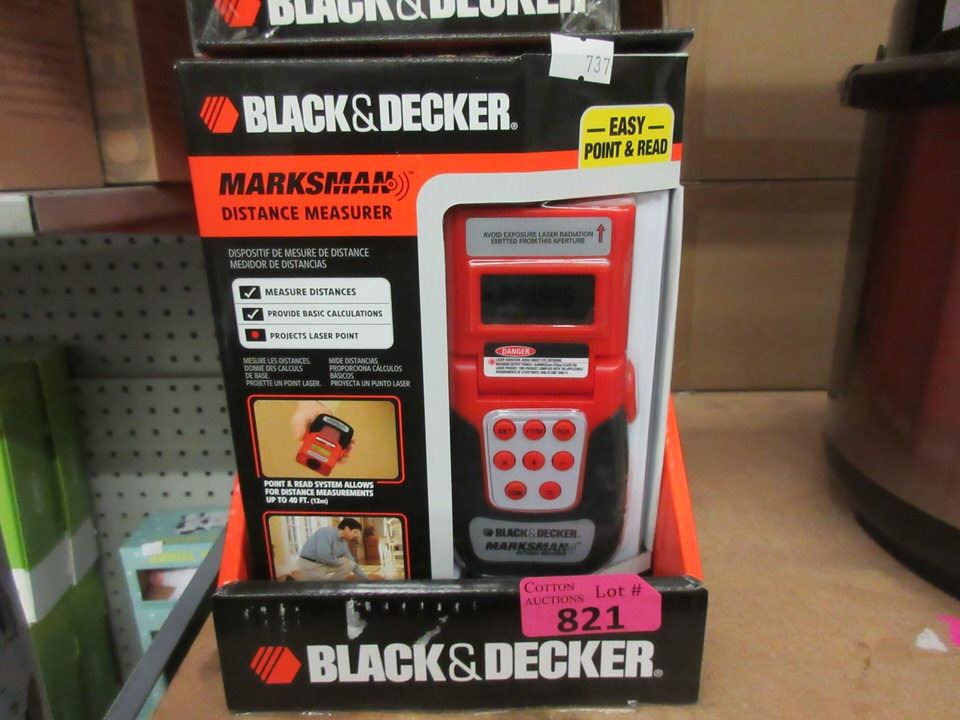 BLACK & DECKER
737
BLACK & DECKER®
EASY
POINT & READ
MARKSMAN™
DISTANCE MEASURER
DISPOSITIF DE MESURE DE DISTANCE
MEDIDOR DE DISTANCIAS
MEASURE DISTANCES
PROVIDE BASIC CALCULATIONS
PROJECTS LASER POINT
MESURE LES DISTANCES.
DONNE DES CALCULS
DE BASE.
PROJETTE UN POINT LASER.
MIDE DISTANCIAS
PROPORCIONA CÁLCULOS
BÁSICOS
PROYECTA UN PUNTO LASER
POINT & READ SYSTEM ALLOWS
FOR DISTANCE MEASUREMENTS
UP TO 40 FT. (12m)
AVOID EXPOSURE LASER RADIATION
EMITTED FROM THIS APERTURE
DANGER
BLACK & DECKER
MARKSMAN
DISTANCE MEASURER
COTTON
AUCTIONS
Lot #
821
BLACK & DECKER®